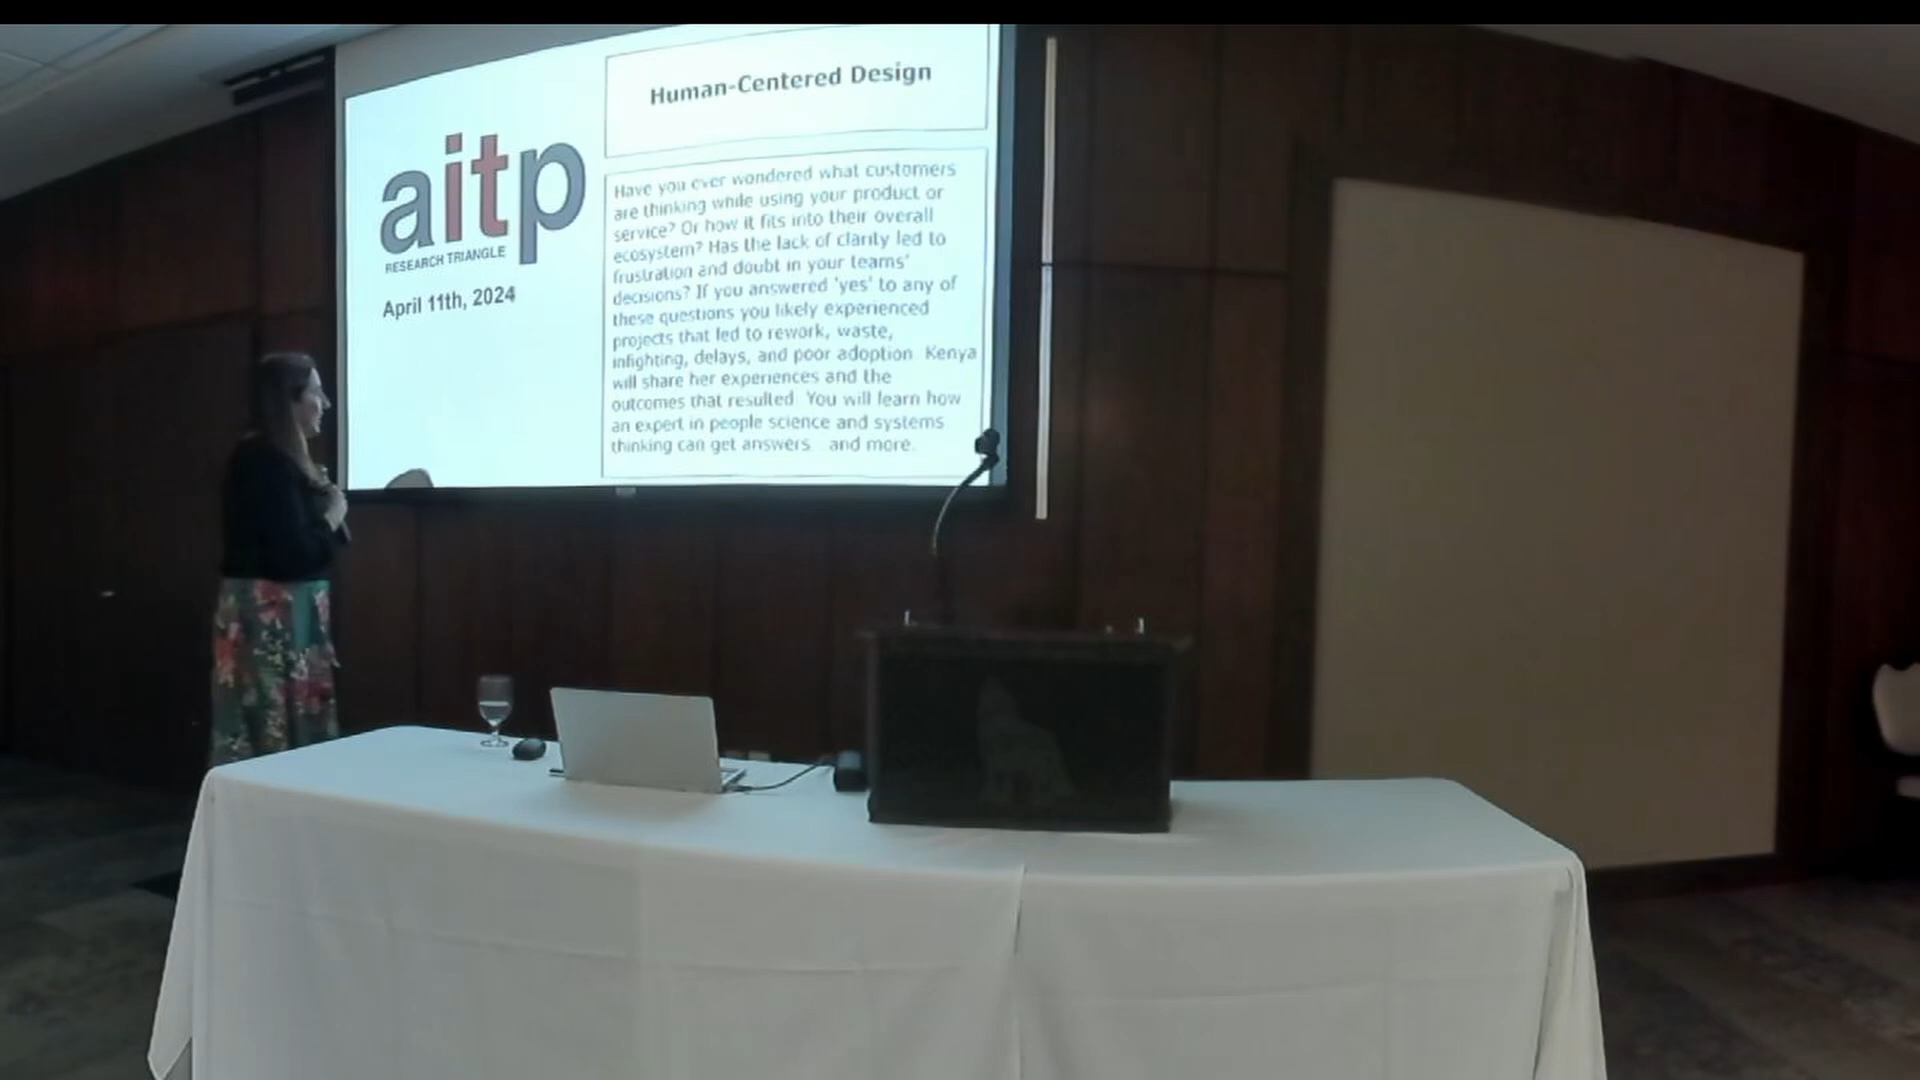 aitp
RESEARCH TRIANGLE
April 11th, 2024
Human-Centered Design
Have you ever wondered what customers
are thinking while using your product or
service? Or how it fits into their overall
ecosystem? Has the lack of clarity led to
frustration and doubt in your teams'
decisions? If you answered 'yes' to any of
these questions you likely experienced
projects that led to rework, waste,
infighting, delays, and poor adoption. Kenya
will share her experiences and the
outcomes that resulted. You will learn how
an expert in people science and systems
thinking can get answers... and more.